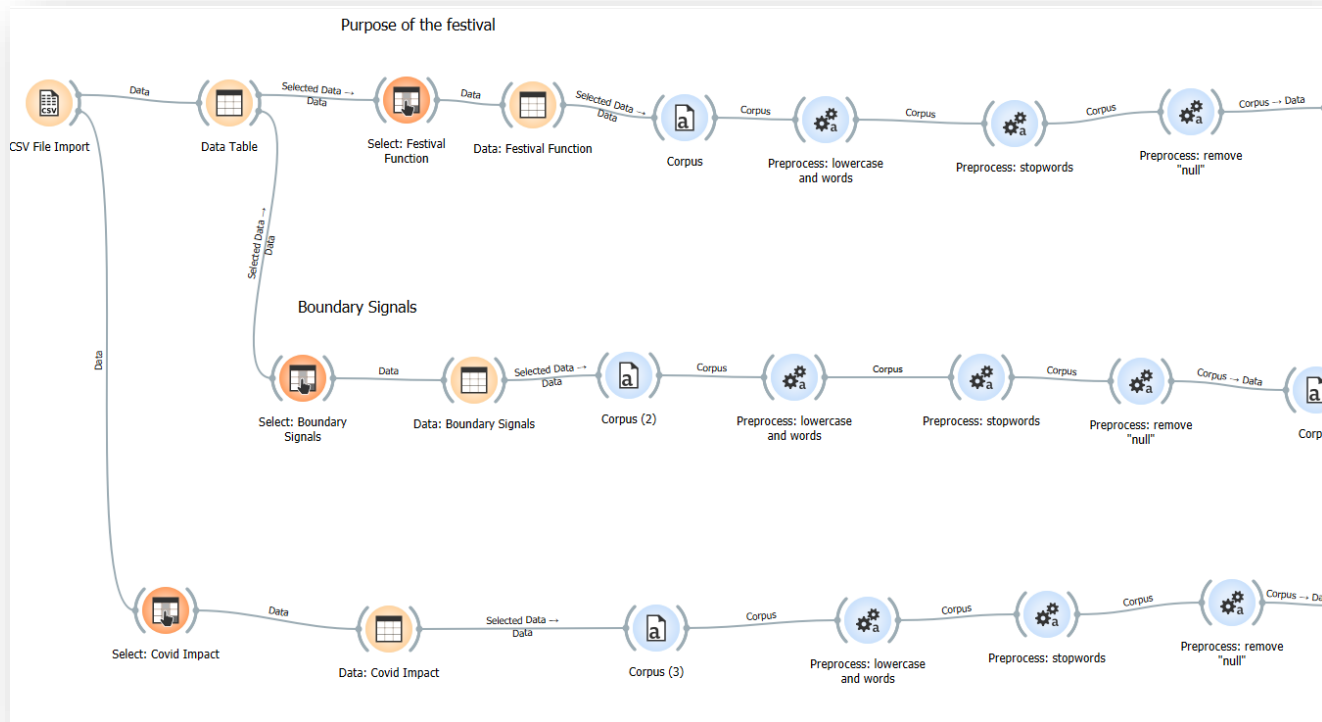 Purpose of the festival
Data
Selected Data →
Data
Data
Selected Data →
Data
Corpus
Corpus
Corpus
Corpus → Data
CSV
a
a
a
a
CSV File Import
Data Table
Select: Festival
Function
Data: Festival Function
Corpus
Preprocess: lowercase
and words
Preprocess: stopwords
Preprocess: remove
"null"
Selected Data →
Data
Data
Boundary Signals
Data
Selected Data →
Data
Corpus
Corpus
Corpus
Corpus → Data
a
a
a
a
a
Select: Boundary
Signals
Data: Boundary Signals
Corpus (2)
Preprocess: lowercase
and words
Preprocess: stopwords
Preprocess: remove
"null"
Corp
Data
Selected Data →
Data
Corpus
Corpus
Corpus
Corpus → Da
a
a
a
a
Select: Covid Impact
Data: Covid Impact
Corpus (3)
Preprocess: lowercase
and words
Preprocess: stopwords
Preprocess: remove
"null"